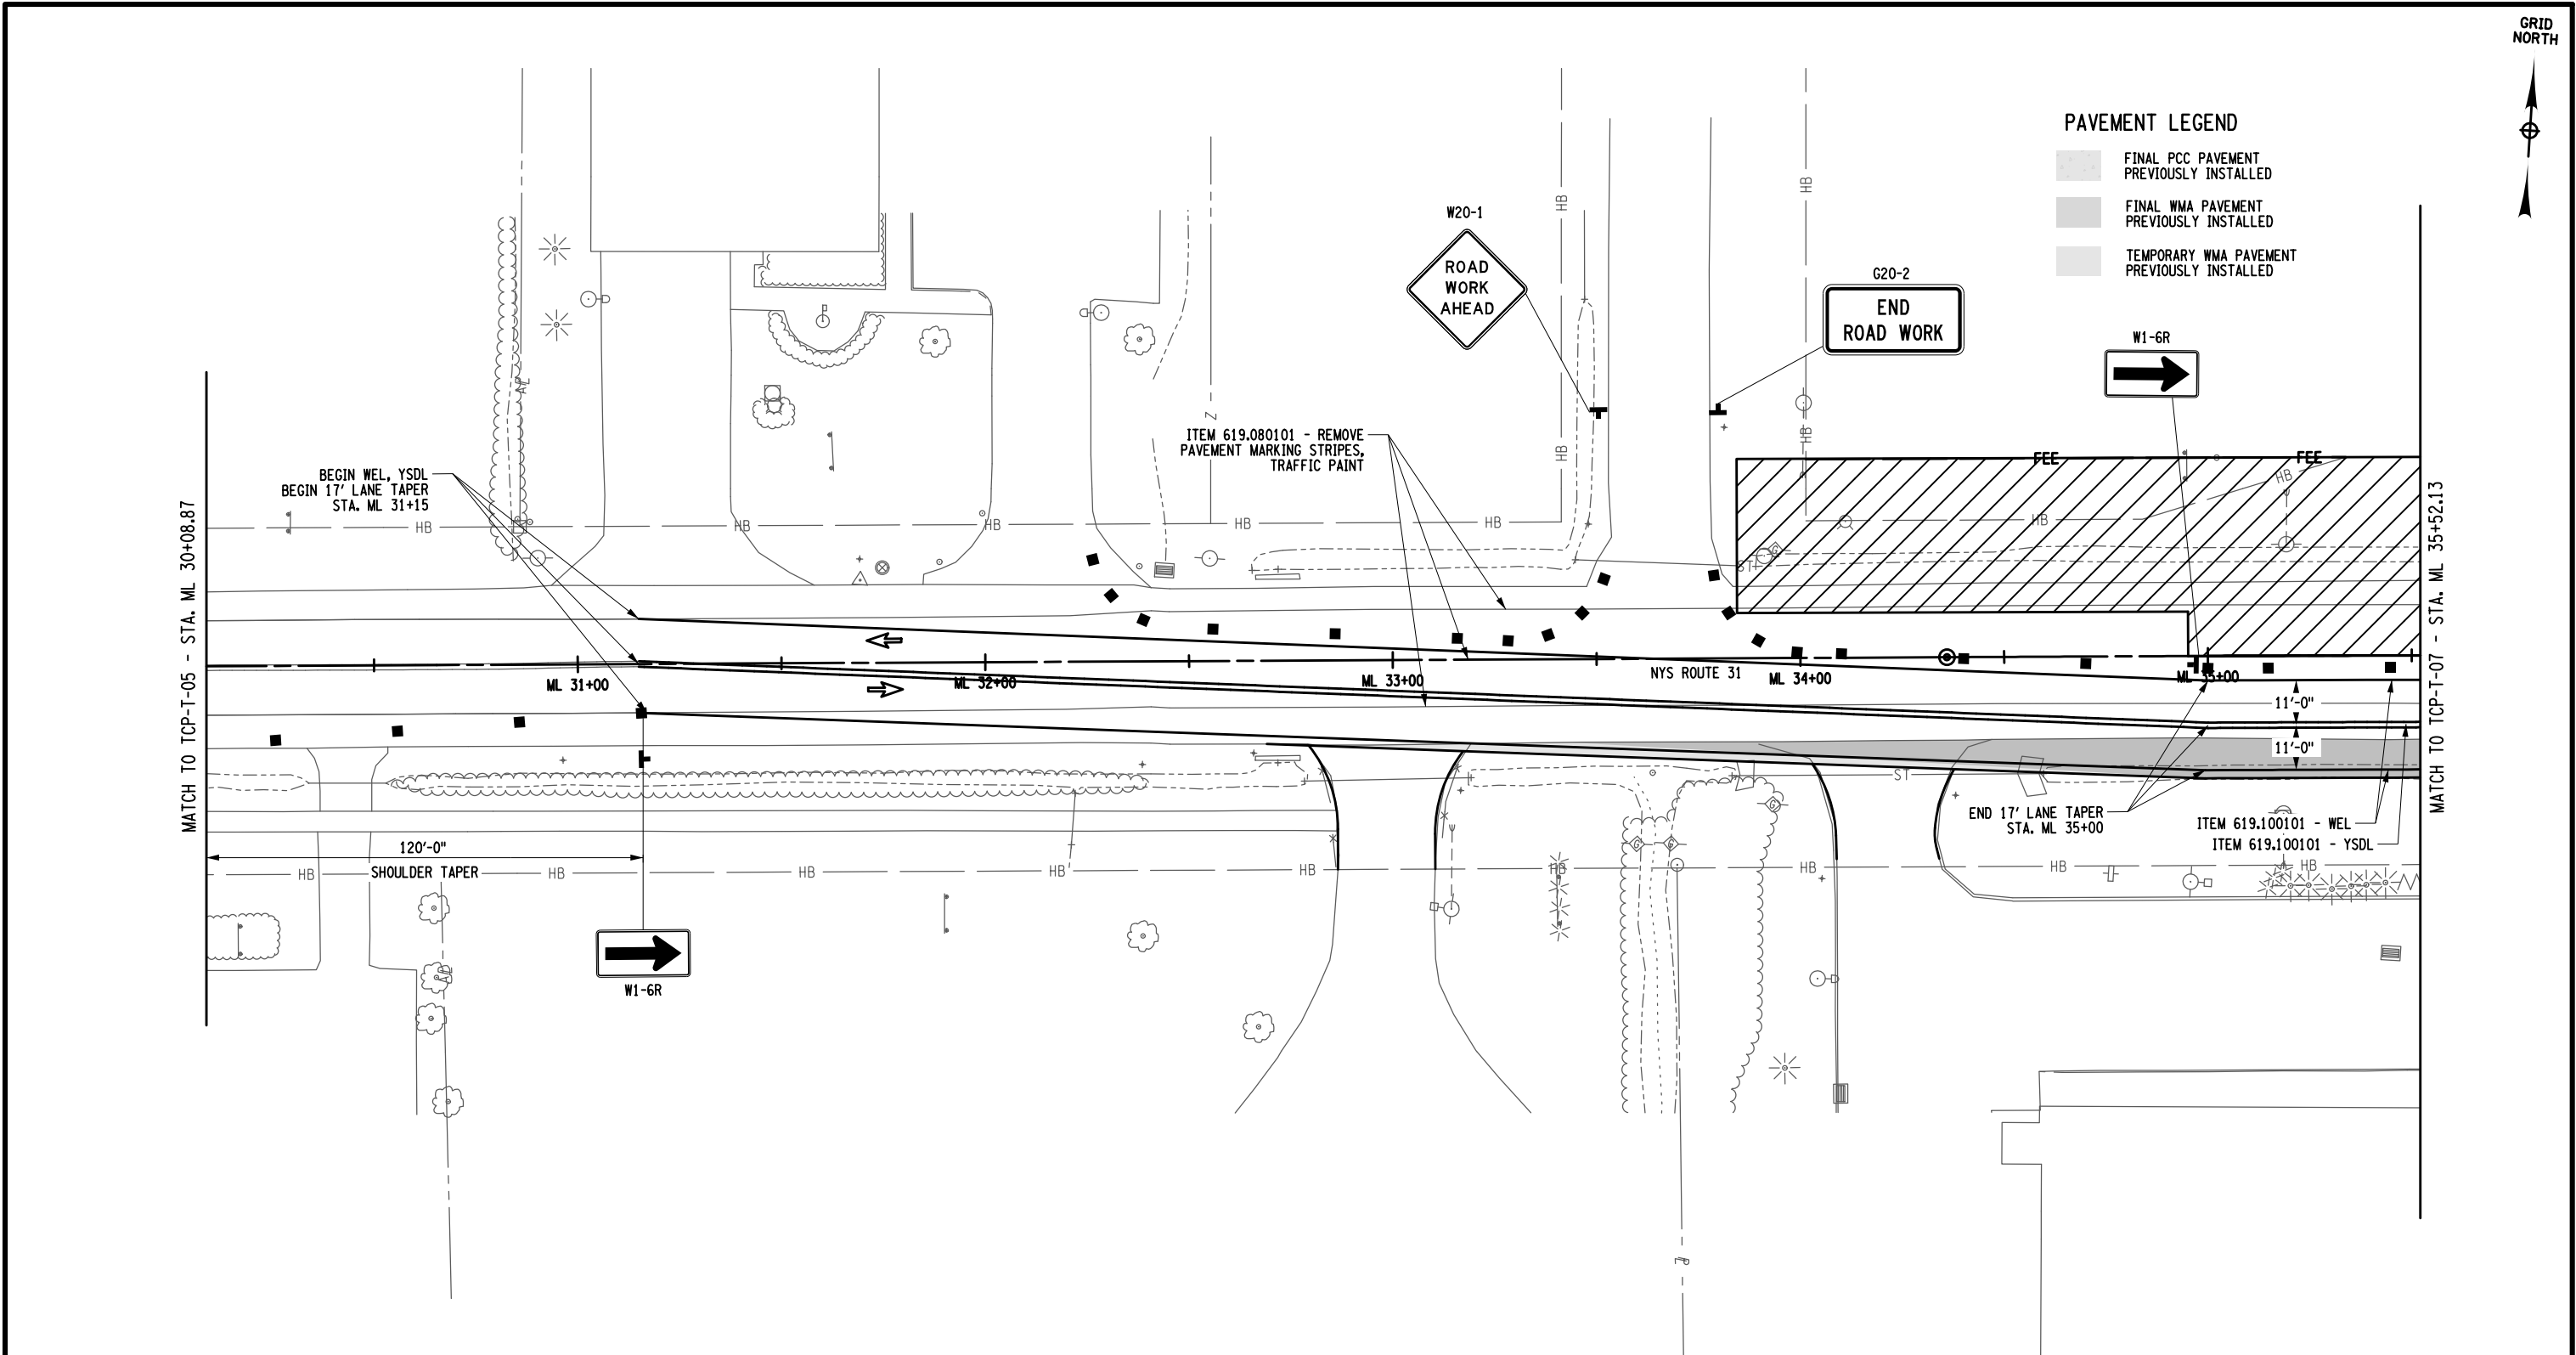 GRID
NORTH
PAVEMENT LEGEND
FINAL PCC PAVEMENT
PREVIOUSLY INSTALLED
FINAL WMA PAVEMENT
PREVIOUSLY INSTALLED
TEMPORARY WMA PAVEMENT
PREVIOUSLY INSTALLED
W20-1
ROAD
WORK
AHEAD
G20-2
END
ROAD WORK
W1-6R
HB
HB
HB
HB
ITEM 619.080101 - REMOVE
PAVEMENT MARKING STRIPES,
TRAFFIC PAINT
BEGIN WEL, YSDL
BEGIN 17' LANE TAPER
STA. ML 31+15
FEE
FEE
HB
HB
HB
HB
HB
HB
HB
HB
Z
ST
G
MATCH TO TCP-T-05 - STA. ML 30+08.87
MATCH TO TCP-T-07 - STA. ML 35+52.13
ML 31+00
ML 32+00
ML 33+00
NYS ROUTE 31
ML 34+00
ML 35+00
11'-0"
11'-0"
ST
G
G
G
END 17' LANE TAPER
STA. ML 35+00
ITEM 619.100101 - WEL
ITEM 619.100101 - YSDL
120'-0"
SHOULDER TAPER
HB
HB
HB
HB
HB
HB
HB
HB
HB
W1-6R